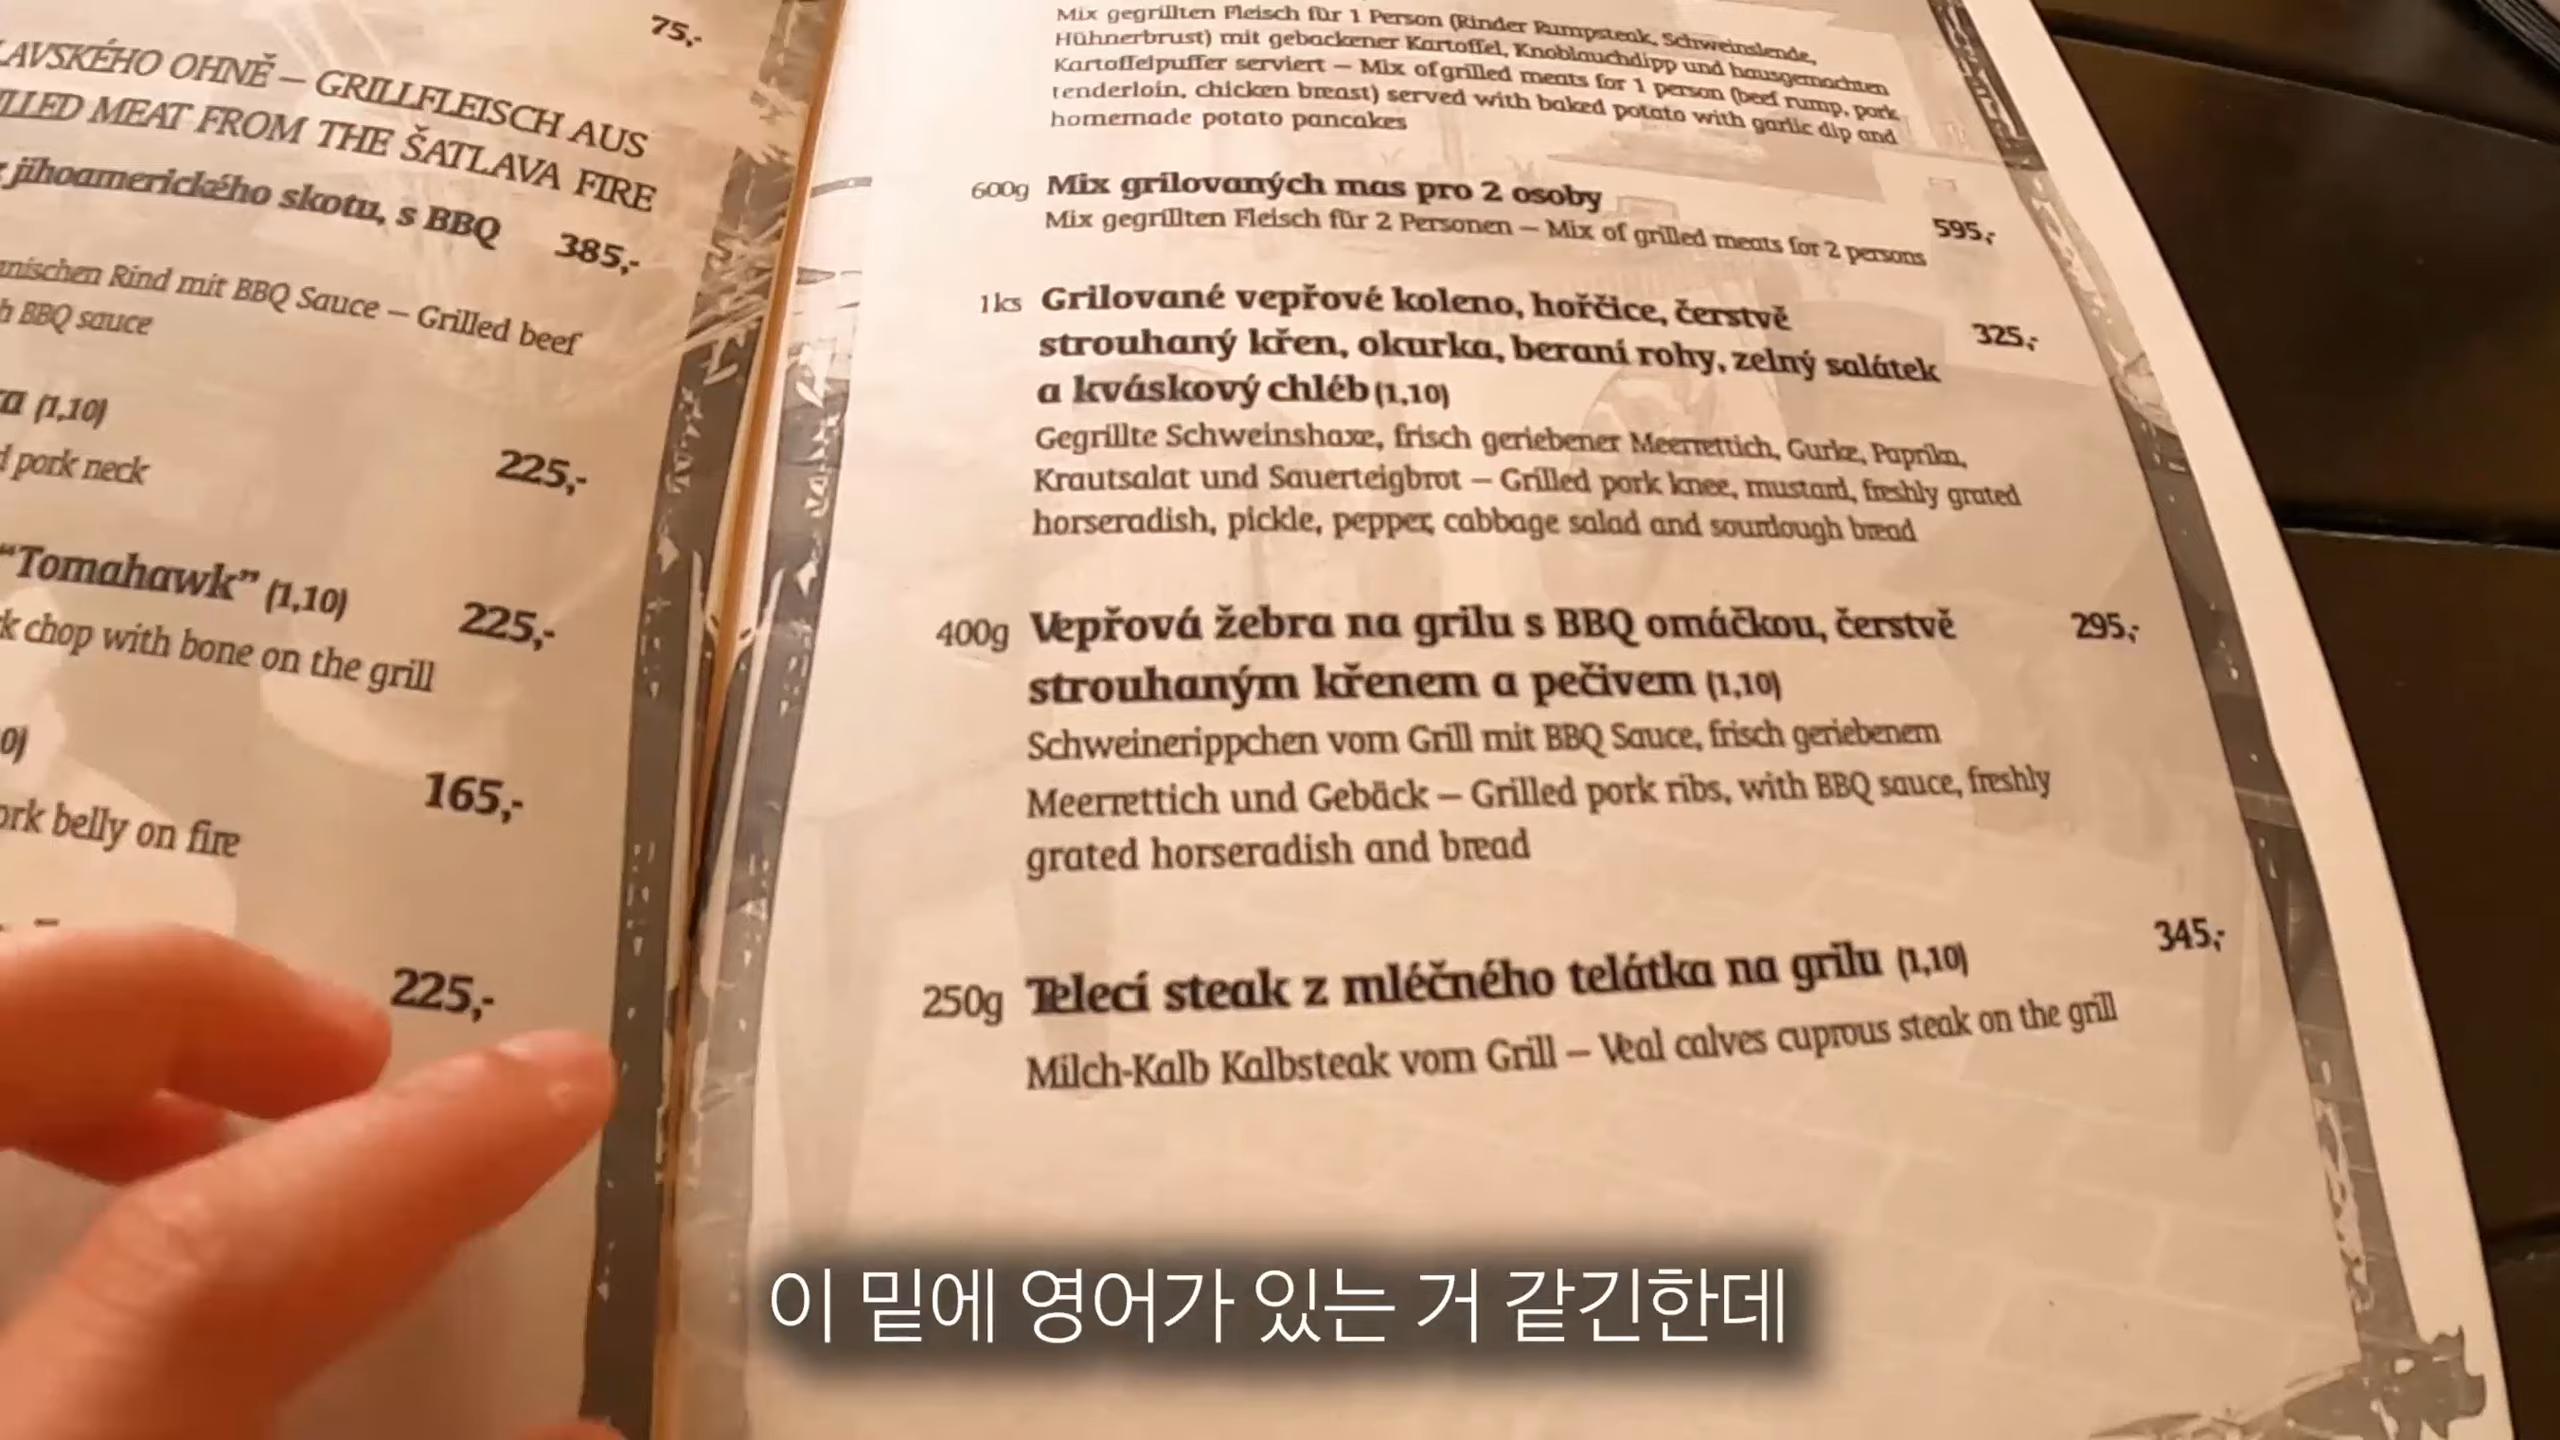 75,-
LAVSKÉHO OHNĚ – GRILLFLEISCH AUS
ILLED MEAT FROM THE ŠATLAVA FIRE
jihoamerického skotu, s BBQ 385,-
nischen Rind mit BBQ Sauce – Grilled beef
h BBQ sauce
a (1,10)
225,-
d pork neck
"Tomahawk" (1,10)
225,-
k chop with bone on the grill
0)
165,-
ork belly on fire
225,-
Mix gegrillten Fleisch für 1 Person (Rinder Rumpsteak, Schweinslende,
Hühnerbrust) mit gebackener Kartoffel, Knoblauchdipp und hausgemachten
Kartoffelpuffer serviert – Mix of grilled meats for 1 person (beef rump, pork
tenderloin, chicken breast) served with baked potato with garlic dip and
homemade potato pancakes
600g Mix grilovaných mas pro 2 osoby
595,-
Mix gegrillten Fleisch für 2 Personen – Mix of grilled meats for 2 persons
1ks Grilované vepřové koleno, hořčice, čerstvě
325,-
strouhaný křen, okurka, beraní rohy, zelný salátek
a kváskový chléb (1,10)
Gegrillte Schweinshaxe, frisch geriebener Meerrettich, Gurke, Paprika,
Krautsalat und Sauerteigbrot – Grilled pork knee, mustard, freshly grated
horseradish, pickle, pepper, cabbage salad and sourdough bread
400g Vepřová žebra na grilu s BBQ omáčkou, čerstvě 295,-
strouhaným křenem a pečivem (1,10)
Schweinerippchen vom Grill mit BBQ Sauce, frisch geriebenem
Meerrettich und Gebäck – Grilled pork ribs, with BBQ sauce, freshly
grated horseradish and bread
345,-
250g Telecí steak z mléčného telátka na grilu (1,10)
Milch-Kalb Kalbsteak vom Grill – Veal calves cuprous steak on the grill
이 밑에 영어가 있는 거 같긴한데